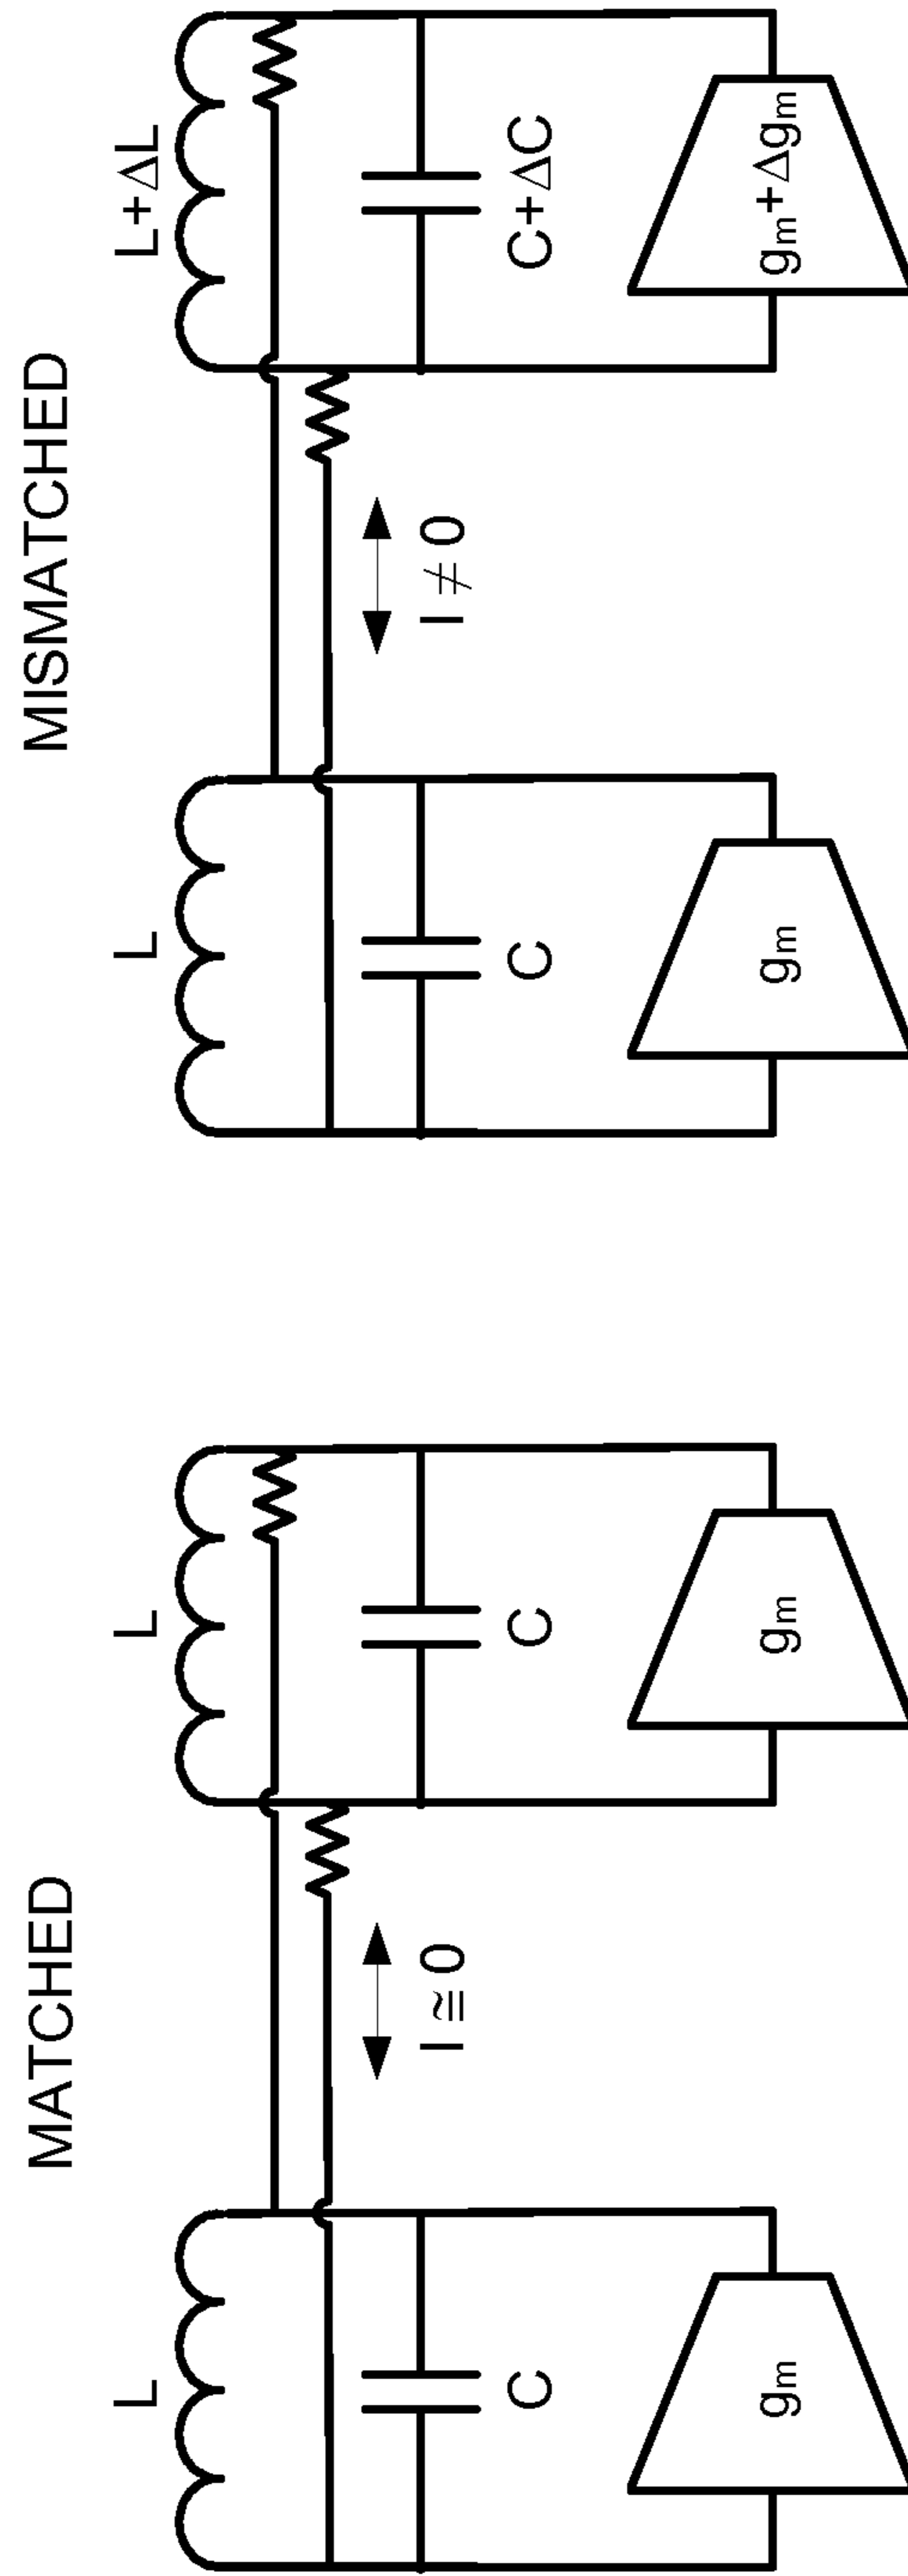 MATCHED
L
L
I ≅ 0
C
C
gm
gm
MISMATCHED
L
L+ΔL
I ≠ 0
C
C+ΔC
gm
gm+Δgm